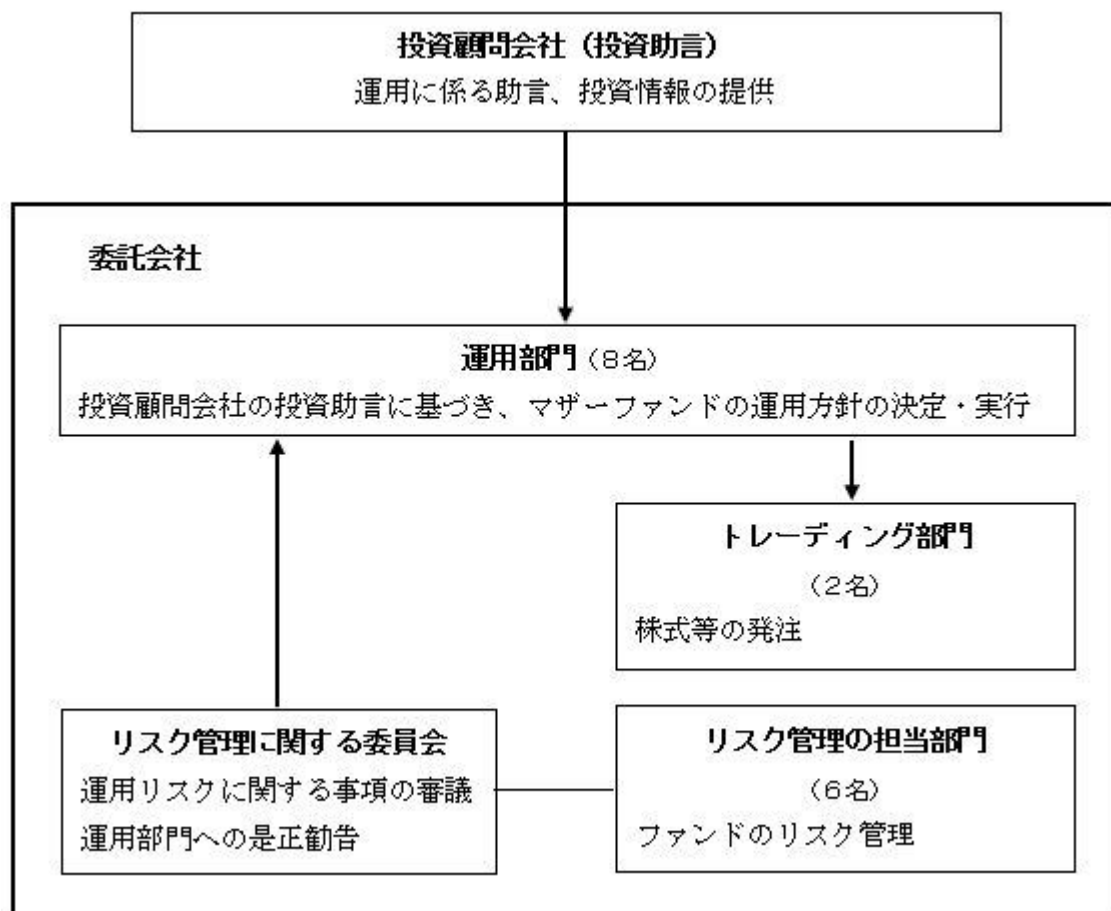 投資顧問会社（投資助言）
運用に係る助言、投資情報の提供
委託会社
運用部門（８名）
投資顧問会社の投資助言に基づき、マザーファンドの運用方針の決定・実行
トレーディング部門
（２名）
株式等の発注
リスク管理に関する委員会
運用リスクに関する事項の審議
運用部門への是正勧告
リスク管理の担当部門
（６名）
ファンドのリスク管理